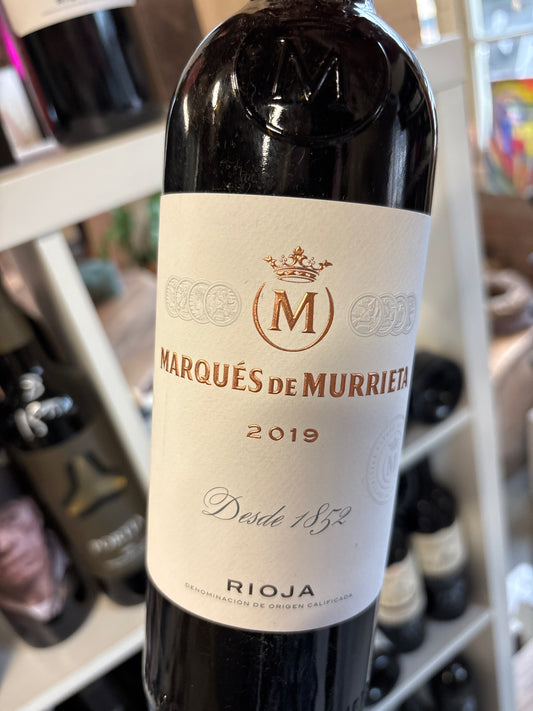 M
M
MARQUÉS DE MURRIETA
2019
Desde 1852
RIOJA
DENOMINACIÓN DE ORIGEN CALIFICADA
M